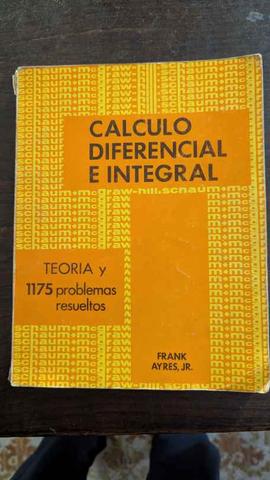 CALCULO
DIFERENCIAL
E INTEGRAL
TEORIA y
1175 problemas
resueltos
FRANK
AYRES, JR.